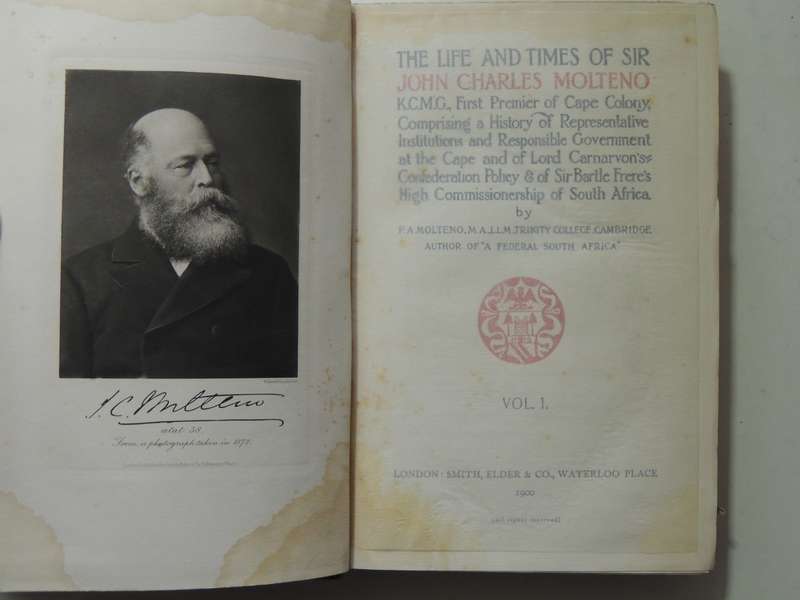 J. C. Molteno
ætat. 58.
From a photograph taken in 1872.
THE LIFE AND TIMES OF SIR
JOHN CHARLES MOLTENO
K.C.M.G., First Premier of Cape Colony,
Comprising a History of Representative
Institutions and Responsible Government
at the Cape and of Lord Carnarvon's
Confederation Policy & of Sir Bartle Frere's
High Commissionership of South Africa.
by
P.A.MOLTENO, M.A.,LL.M.,TRINITY COLLEGE, CAMBRIDGE
AUTHOR OF "A FEDERAL SOUTH AFRICA"
VOL. I.
LONDON: SMITH, ELDER & CO., WATERLOO PLACE
1900
[All rights reserved]